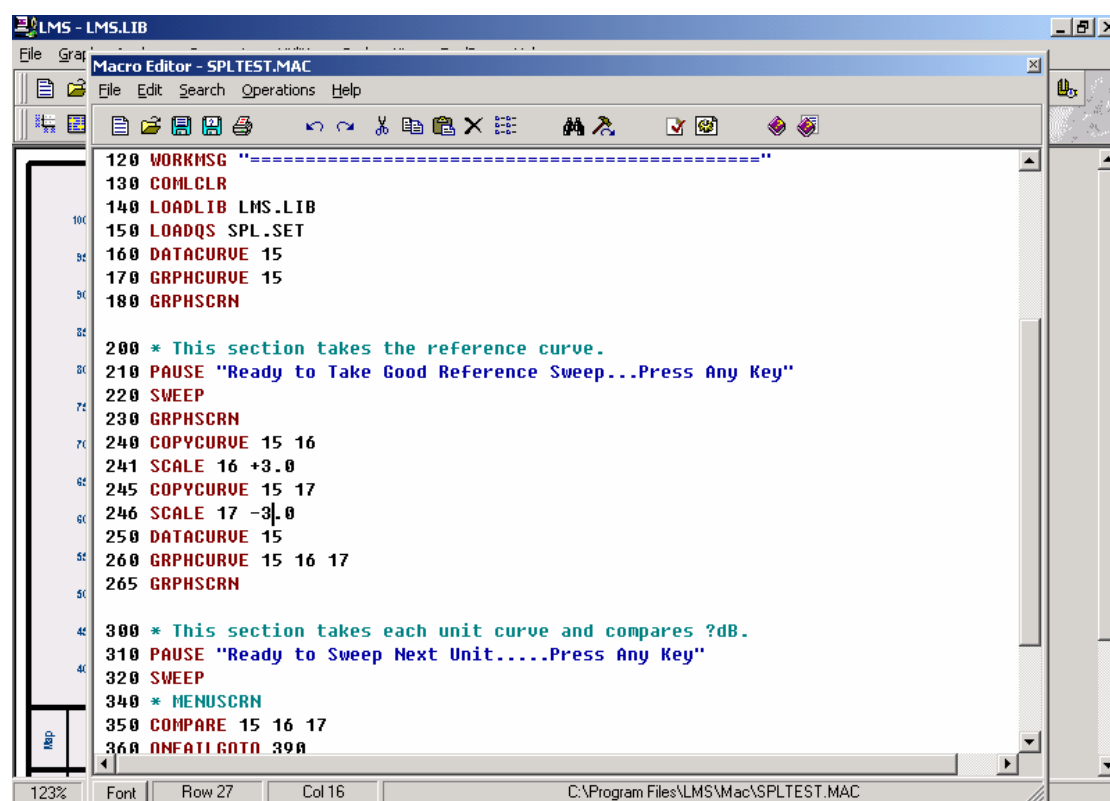 LMS - LMS.LIB
File Grap
Macro Editor - SPLTEST.MAC
File Edit Search Operations Help
120 WORKMSG "=============================================="
130 COMLCLR
140 LOADLIB LMS.LIB
150 LOADQS SPL.SET
160 DATACURVE 15
170 GRPHCURVE 15
180 GRPHSCRN
200 * This section takes the reference curve.
210 PAUSE "Ready to Take Good Reference Sweep...Press Any Key"
220 SWEEP
230 GRPHSCRN
240 COPYCURVE 15 16
241 SCALE 16 +3.0
245 COPYCURVE 15 17
246 SCALE 17 -3.0
250 DATACURVE 15
260 GRPHCURVE 15 16 17
265 GRPHSCRN
300 * This section takes each unit curve and compares ?dB.
310 PAUSE "Ready to Sweep Next Unit.....Press Any Key"
320 SWEEP
340 * MENUSCRN
350 COMPARE 15 16 17
360 ONFAILGOTO 390
Map
123% Font Row 27 Col 16 C:\Program Files\LMS\Mac\SPLTEST.MAC